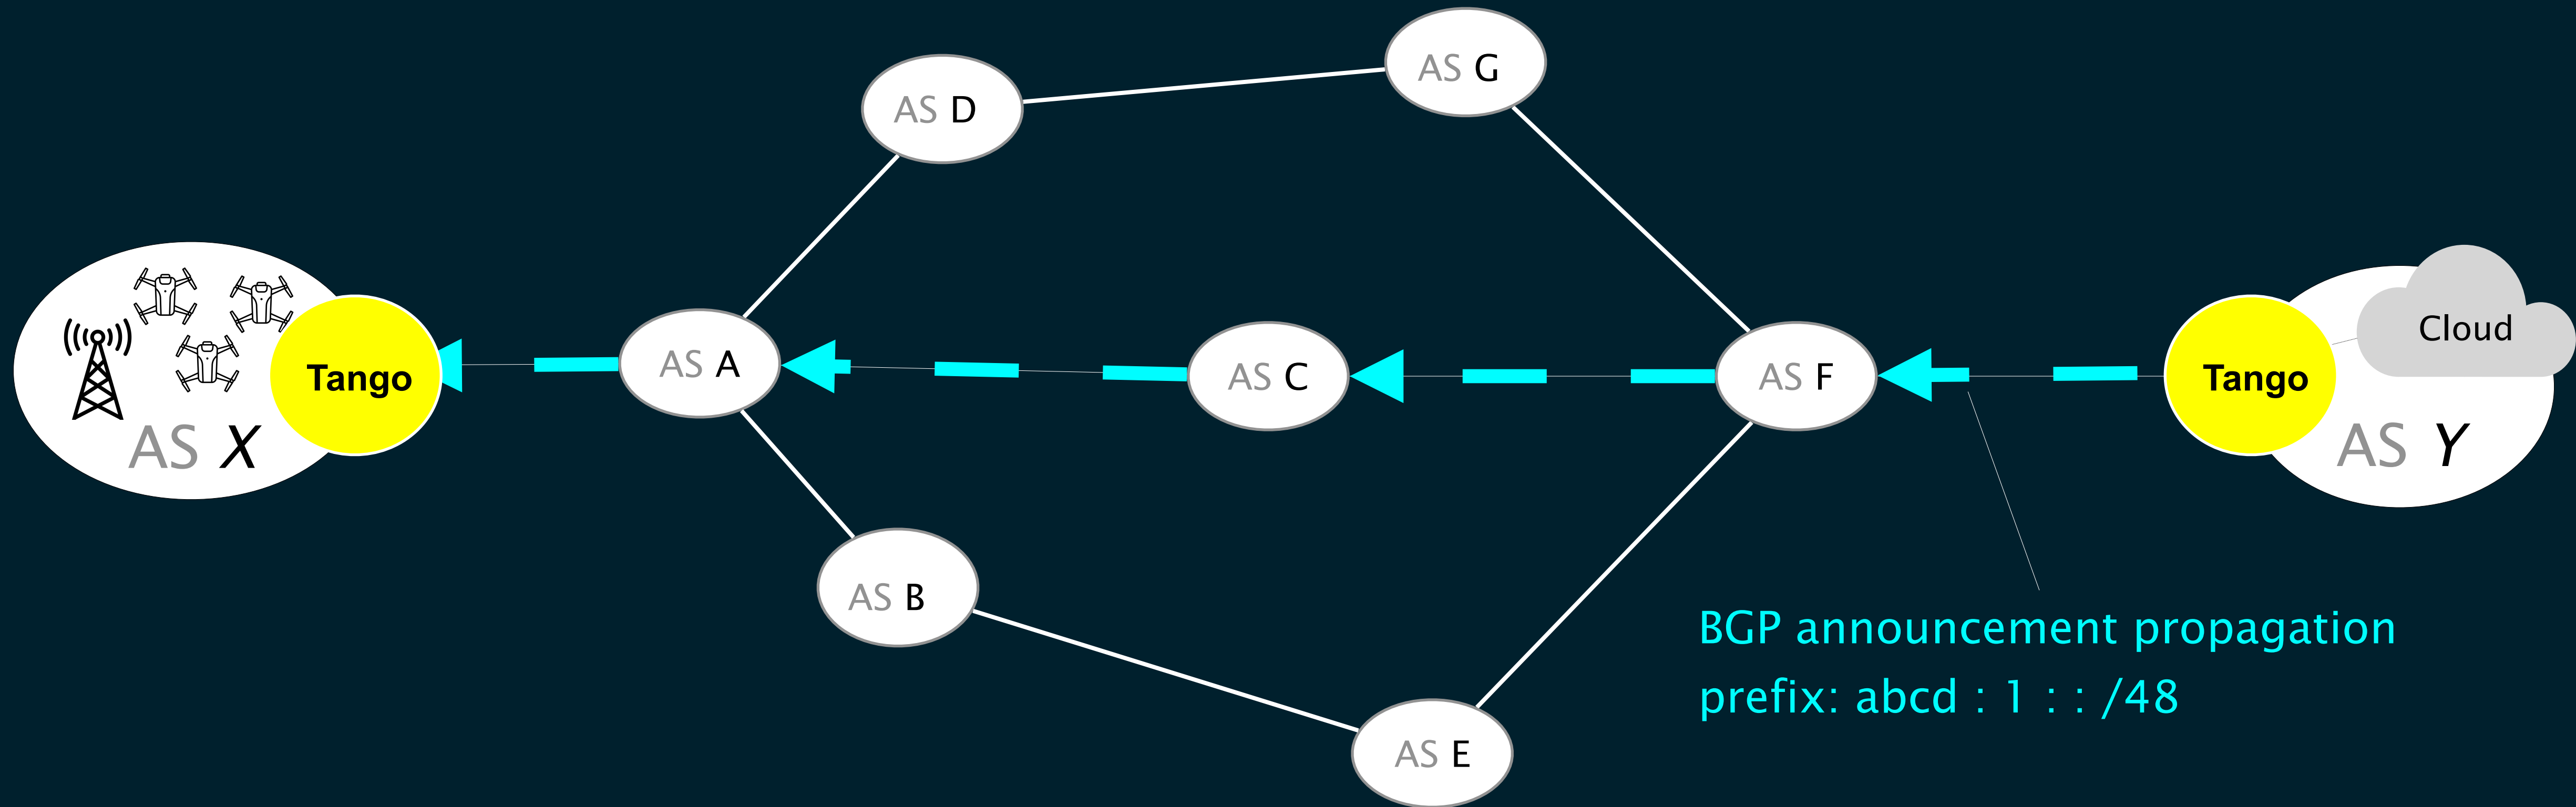 AS G
AS D
Cloud
Tango
AS X
AS A
AS C
AS F
Tango
AS Y
AS B
BGP announcement propagation
prefix: abcd : 1 : : /48
AS E